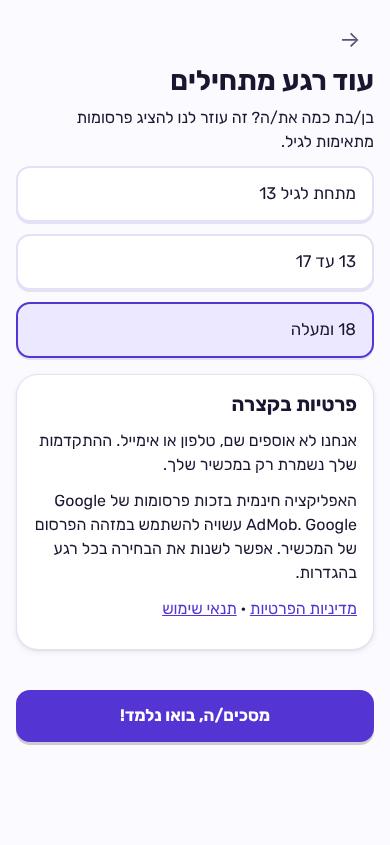 עוד רגע מתחילים
בן/בת כמה את/ה? זה עוזר לנו להציג פרסומות
מתאימות לגיל.
מתחת לגיל 13
13 עד 17
18 ומעלה
פרטיות בקצרה
אנחנו לא אוספים שם, טלפון או אימייל. ההתקדמות
שלך נשמרת רק במכשיר שלך.
האפליקציה חינמית בזכות פרסומות של Google
AdMob. Google עשויה להשתמש במזהה הפרסום
של המכשיר. אפשר לשנות את הבחירה בכל רגע
בהגדרות.
מדיניות הפרטיות • תנאי שימוש
מסכים/ה, בואו נלמד!